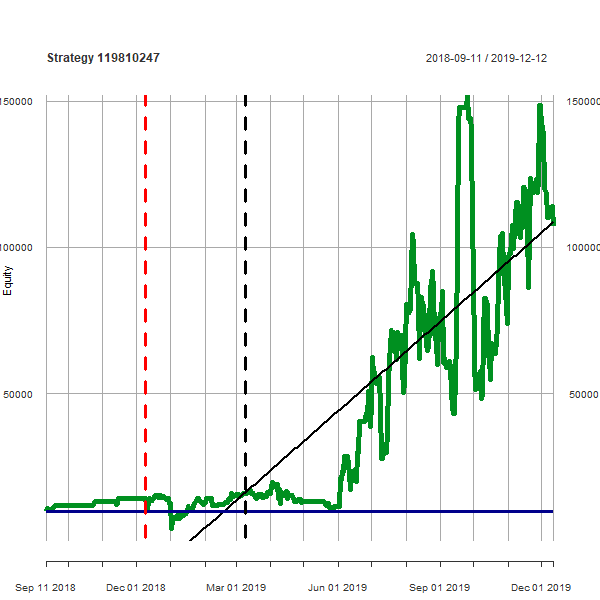 Strategy 119810247
2018-09-11 / 2019-12-12
150000
150000
100000
100000
50000
50000
Equity
Sep 11 2018
Dec 01 2018
Mar 01 2019
Jun 01 2019
Sep 01 2019
Dec 01 2019